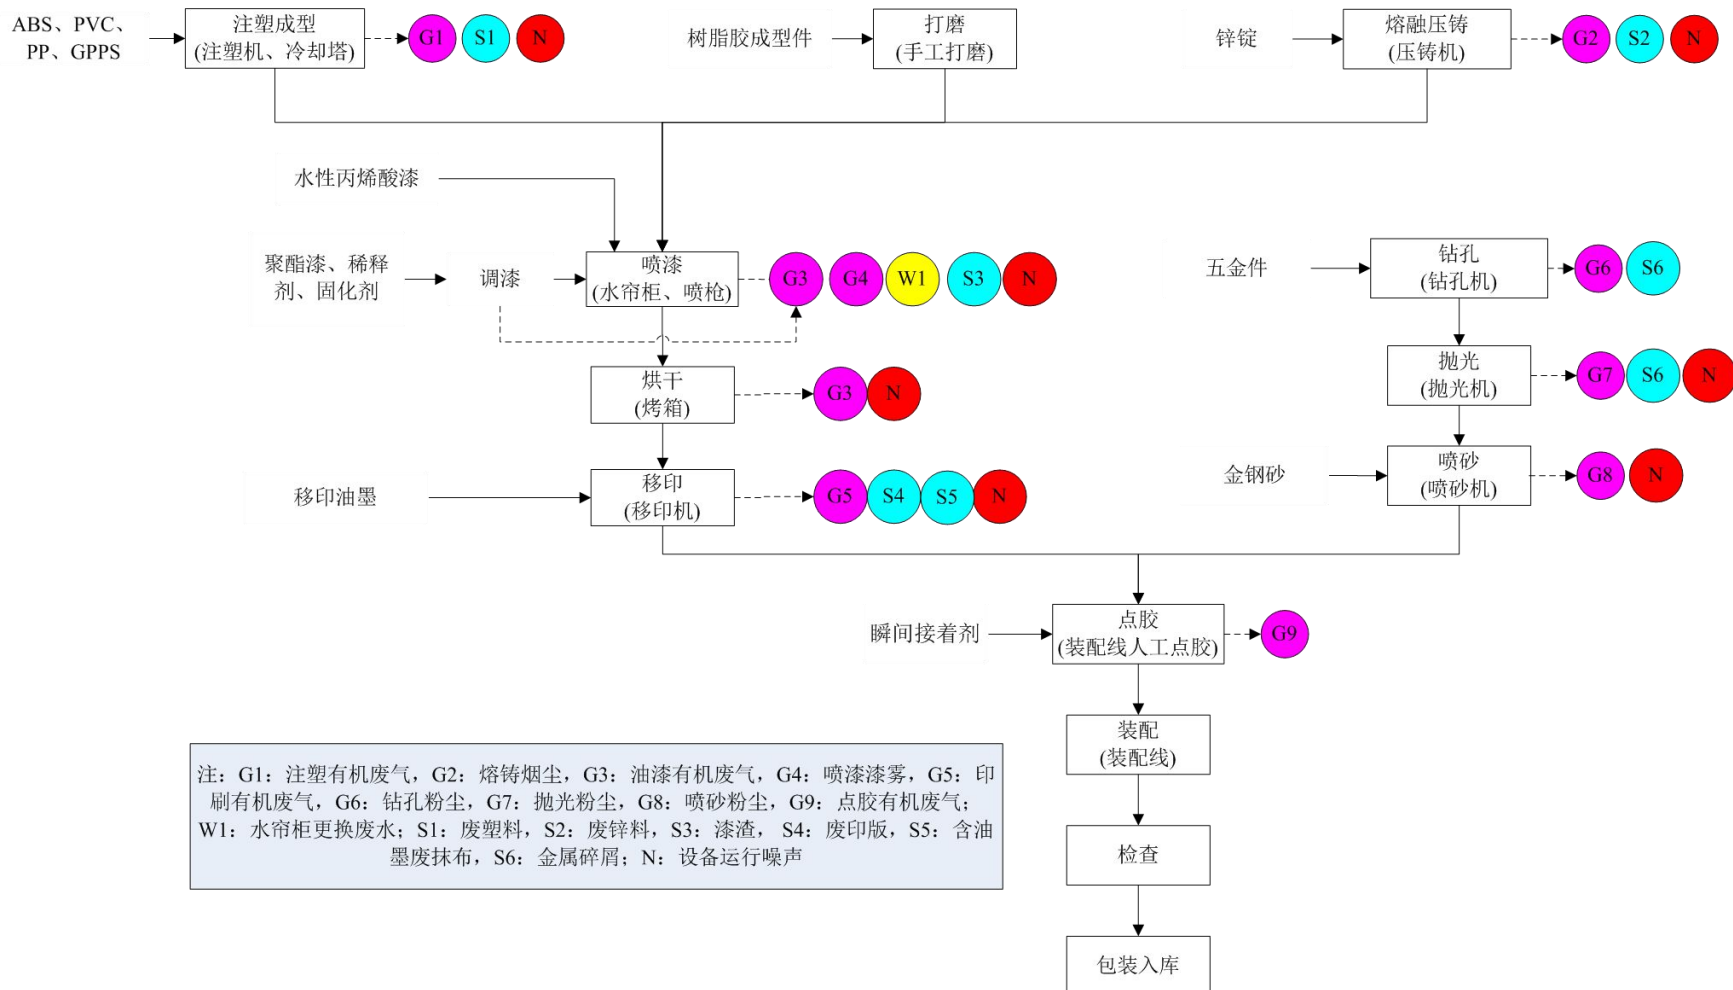 ABS、PVC、
PP、GPPS
注塑成型
(注塑机、冷却塔)
G1
S1
N
树脂胶成型件
打磨
(手工打磨)
锌锭
熔融压铸
(压铸机)
G2
S2
N
水性丙烯酸漆
聚酯漆、稀释
剂、固化剂
调漆
喷漆
(水帘柜、喷枪)
G3
G4
W1
S3
N
五金件
钻孔
(钻孔机)
G6
S6
烘干
(烤箱)
G3
N
抛光
(抛光机)
G7
S6
N
移印油墨
移印
(移印机)
G5
S4
S5
N
金钢砂
喷砂
(喷砂机)
G8
N
瞬间接着剂
点胶
(装配线人工点胶)
G9
装配
(装配线)
检查
包装入库
注：G1：注塑有机废气，G2：熔铸烟尘，G3：油漆有机废气，G4：喷漆漆雾，G5：印
刷有机废气，G6：钻孔粉尘，G7：抛光粉尘，G8：喷砂粉尘，G9：点胶有机废气；
W1：水帘柜更换废水；S1：废塑料，S2：废锌料，S3：漆渣， S4：废印版，S5：含油
墨废抹布，S6：金属碎屑；N：设备运行噪声